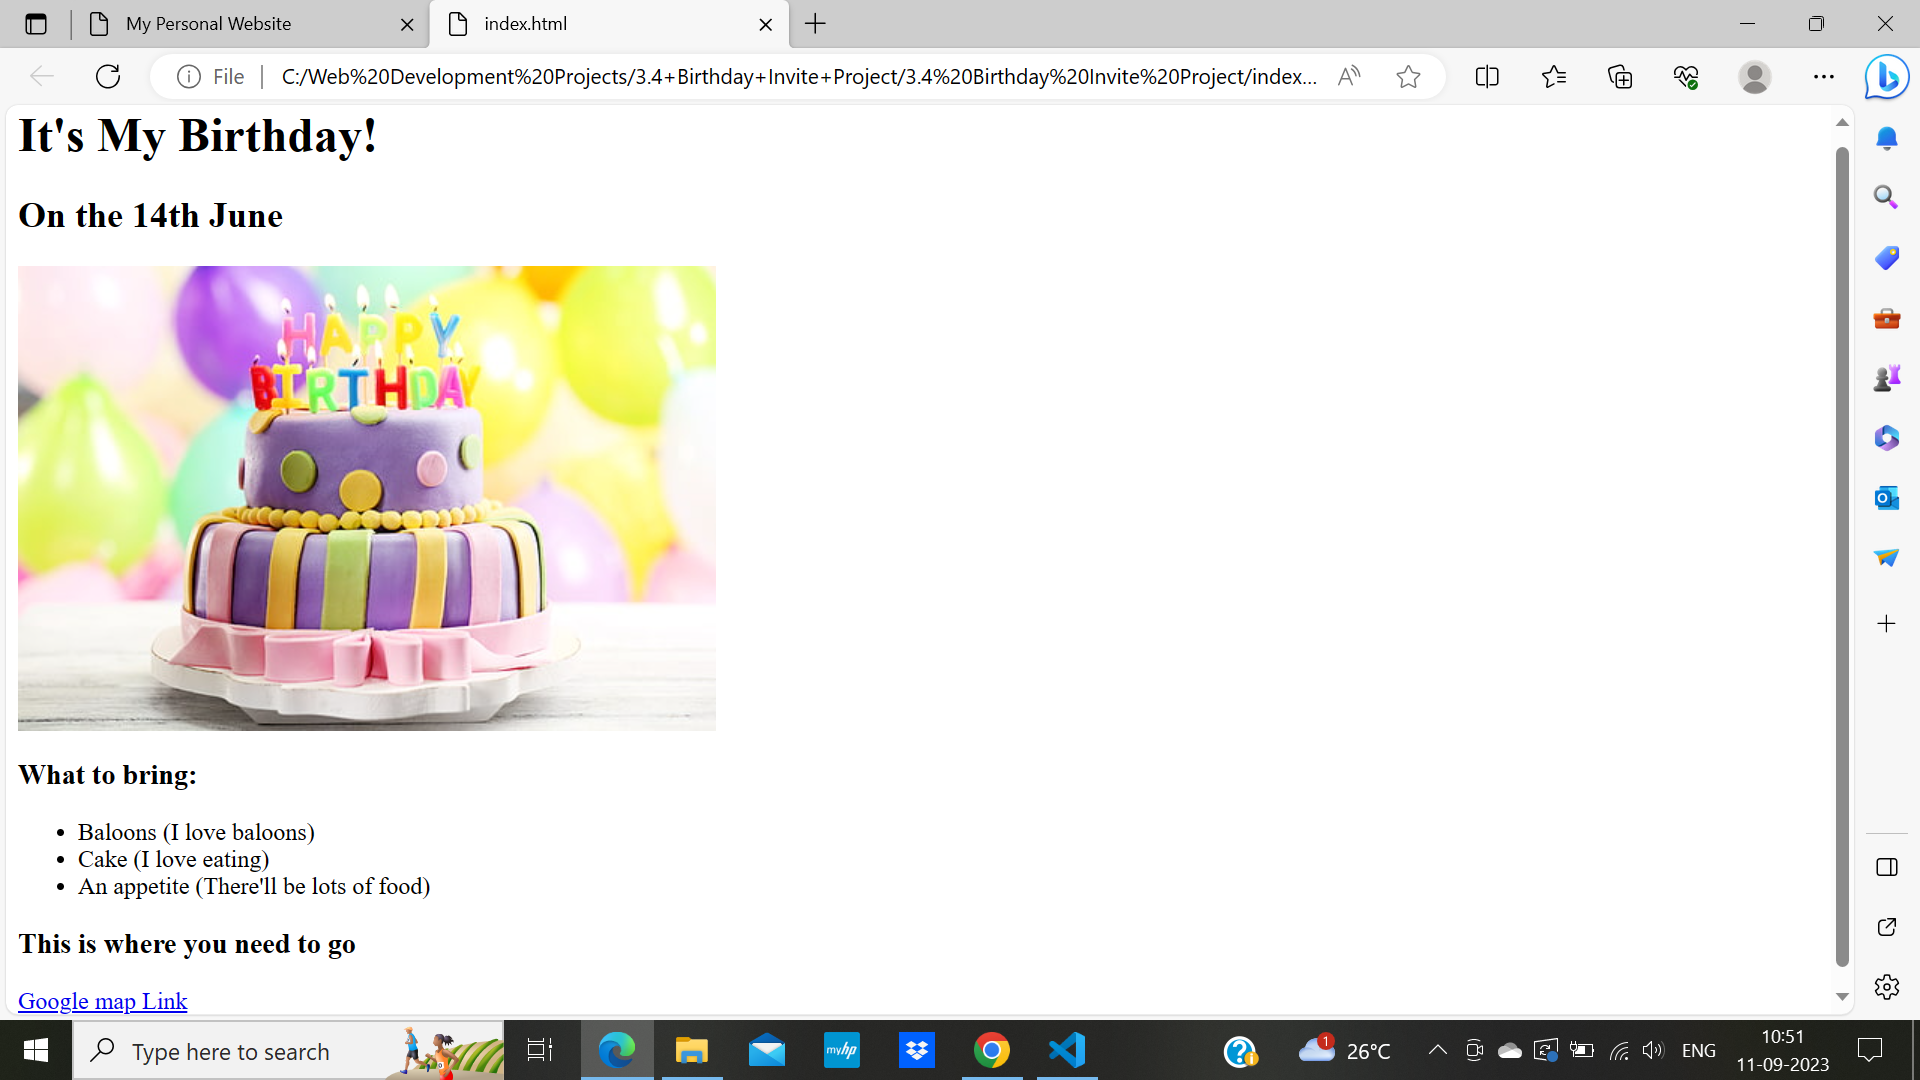 My Personal Website
index.html
File
C:/Web%20Development%20Projects/3.4+Birthday+Invite+Project/3.4%20Birthday%20Invite%20Project/index...
It's My Birthday!
On the 14th June
HAPPY
BIRTHDAY
What to bring:
Baloons (I love baloons)
Cake (I love eating)
An appetite (There'll be lots of food)
This is where you need to go
Google map Link
Type here to search
myhp
1
26°C
ENG
10:51
11-09-2023